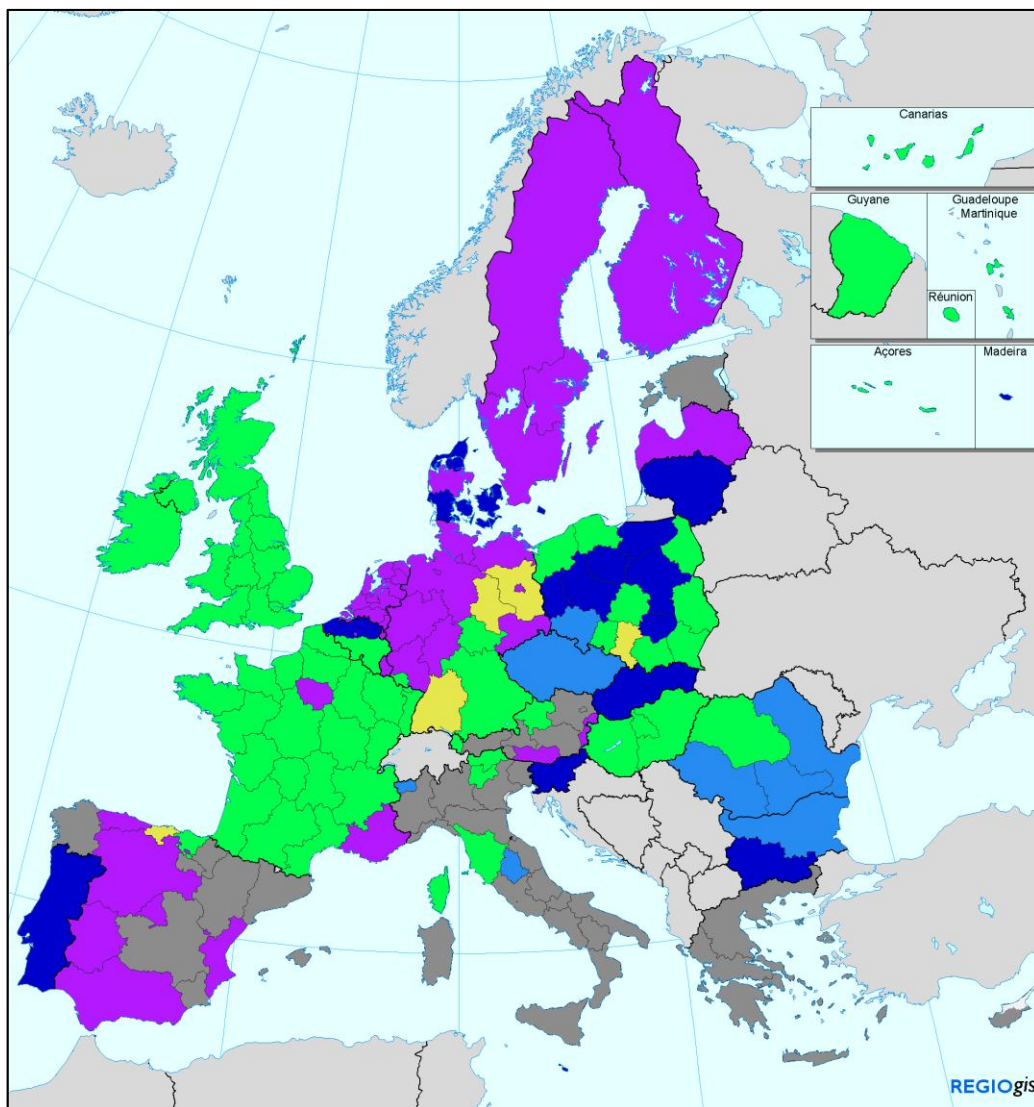 Canarias
Guyane
Guadeloupe
Martinique
Réunion
Açores
Madeira
REGIOgis